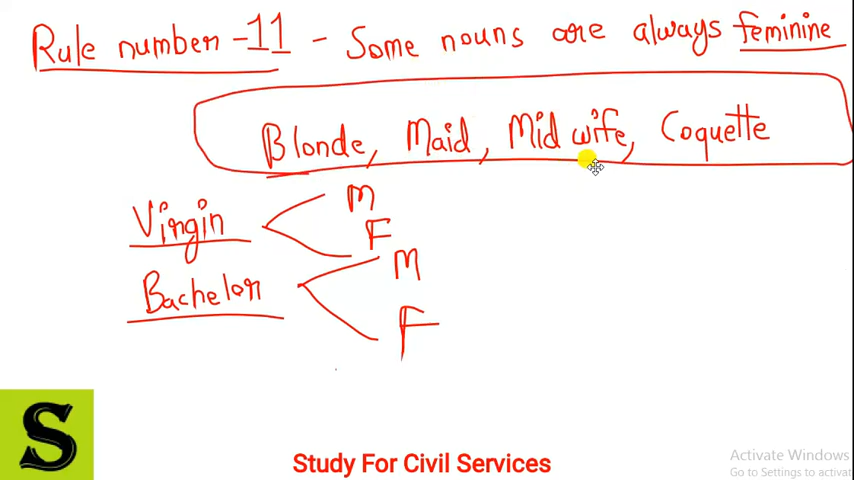 Rule number -11 - Some nouns are always feminine
Blonde, Maid, Mid wife, Coquette
Virgin
M
F
Bachelor
M
F
S
Study For Civil Services
Activate Windows
Go to Settings to activat